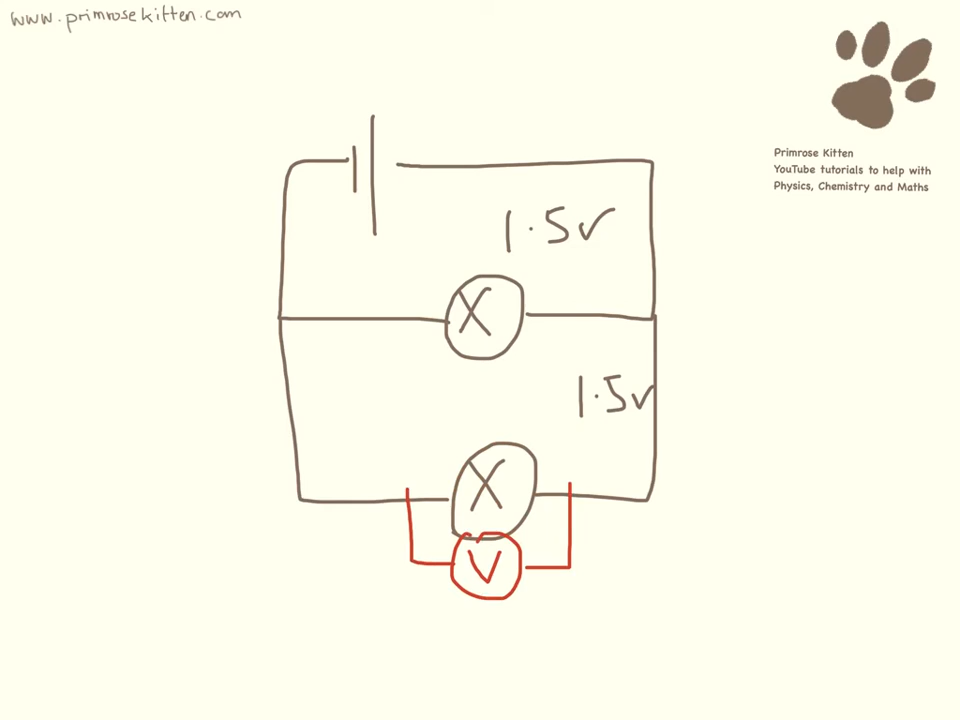 www.primrosekitten.com
Primrose Kitten
YouTube tutorials to help with
Physics, Chemistry and Maths
1.5v
X
1.5v
X
V